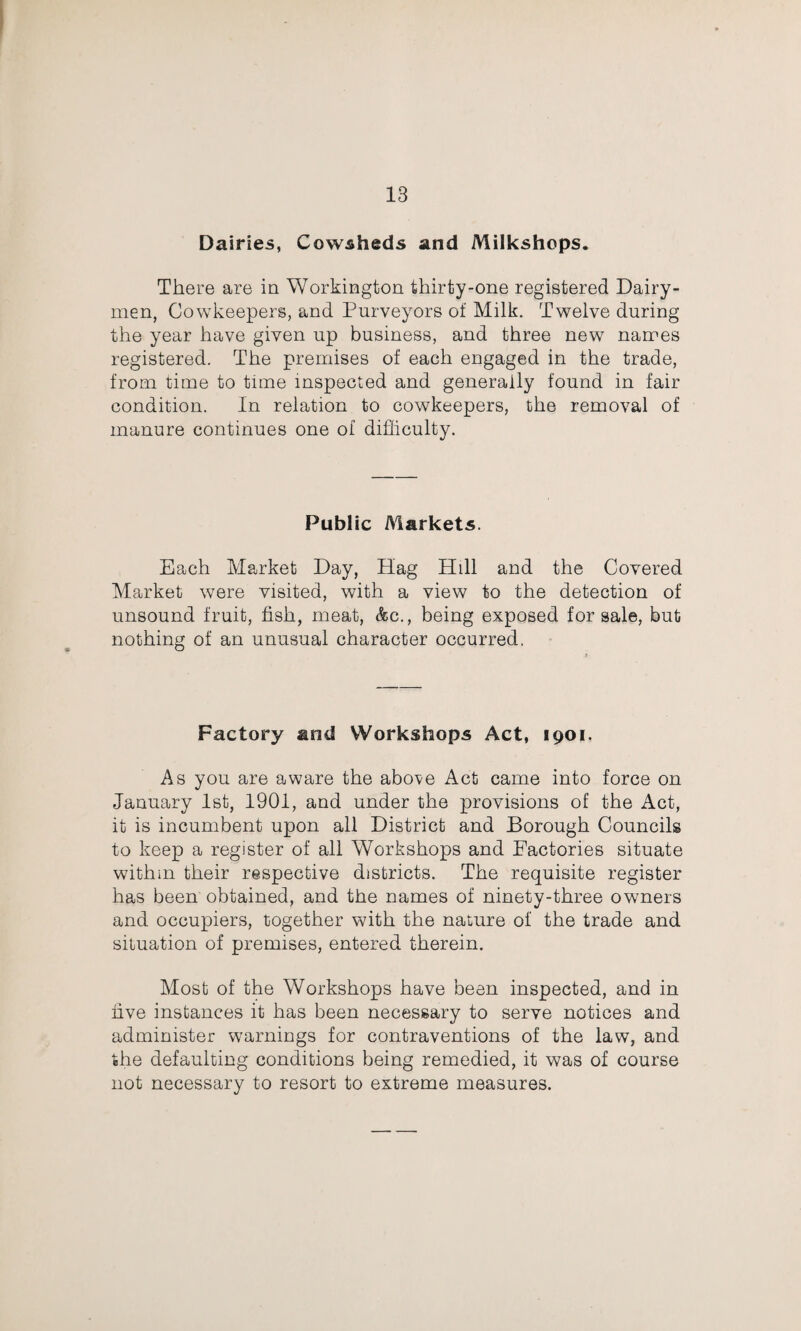 13
Dairies, Cowsheds and Milkshops.
There are in Workington thirty-one registered Dairy-
men, Cowkeepers, and Purveyors of Milk. Twelve during
the year have given up business, and three new names
registered. The premises of each engaged in the trade,
from time to time inspected and generally found in fair
condition. In relation to cowkeepers, the removal of
manure continues one of difficulty.
Public Markets.
Each Market Day, Hag Hill and the Covered
Market were visited, with a view to the detection of
unsound fruit, fish, meat, &c., being exposed for sale, but
nothing of an unusual character occurred.
Factory and Workshops Act, 1901.
As you are aware the above Act came into force on
January 1st, 1901, and under the provisions of the Act,
it is incumbent upon all District and Borough Councils
to keep a register of all Workshops and Factories situate
within their respective districts. The requisite register
has been obtained, and the names of ninety-three owners
and occupiers, together with the nature of the trade and
situation of premises, entered therein.
Most of the Workshops have been inspected, and in
five instances it has been necessary to serve notices and
administer warnings for contraventions of the law, and
the defaulting conditions being remedied, it was of course
not necessary to resort to extreme measures.